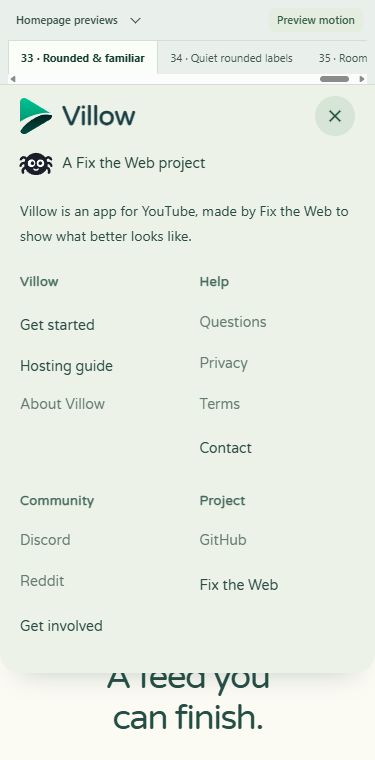 Homepage previews
Preview motion
33 · Rounded & familiar
34 · Quiet rounded labels
35 · Room
Villow
A Fix the Web project
Villow is an app for YouTube, made by Fix the Web to
show what better looks like.
Villow
Get started
Hosting guide
About Villow
Help
Questions
Privacy
Terms
Contact
Community
Discord
Reddit
Get involved
Project
GitHub
Fix the Web
A feed you
can finish.